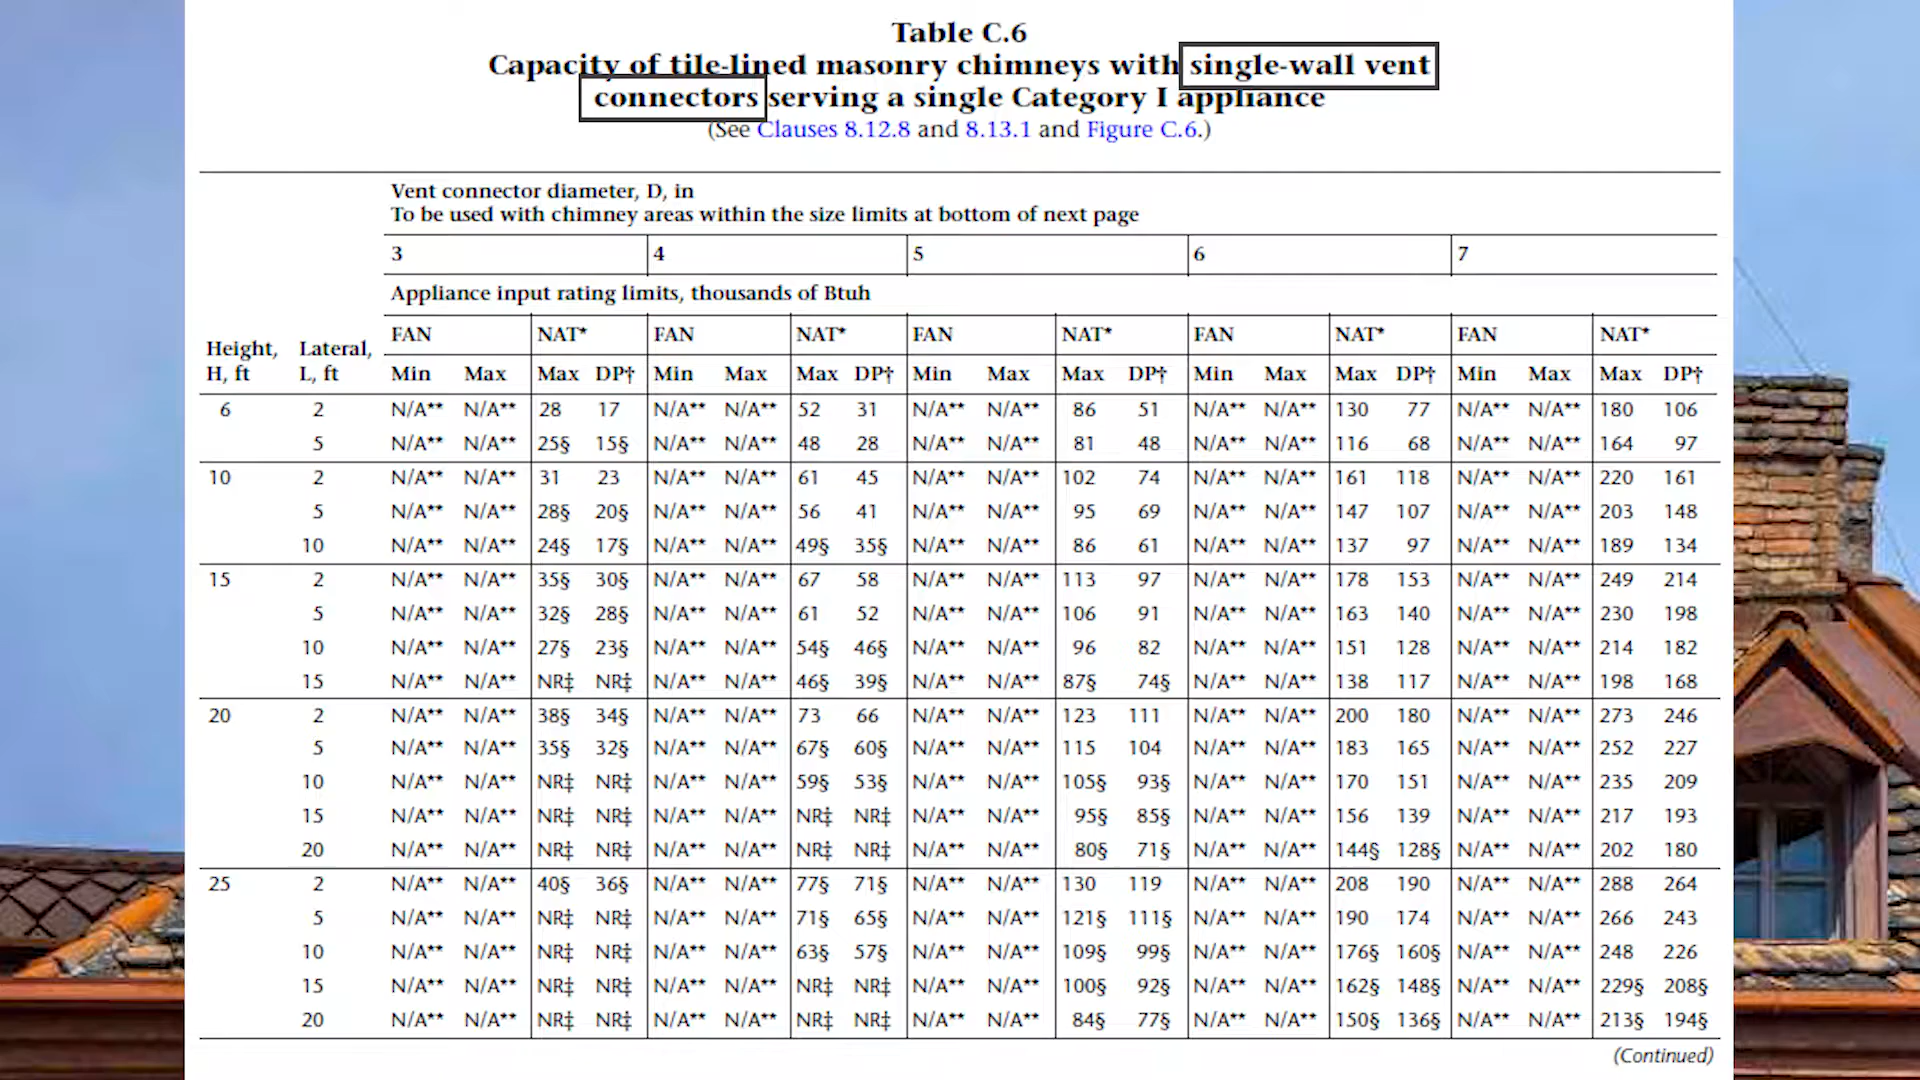 Table C.6
Capacity of tile-lined masonry chimneys with single-wall vent
connectors serving a single Category I appliance
(See Clauses 8.12.8 and 8.13.1 and Figure C.6.)
Vent connector diameter, D, in
To be used with chimney areas within the size limits at bottom of next page
3 4 5 6 7
Appliance input rating limits, thousands of Btuh
FAN NAT* FAN NAT* FAN NAT* FAN NAT* FAN NAT*
Height, Lateral,
H, ft L, ft Min Max Max DP† Min Max Max DP† Min Max Max DP† Min Max Max DP† Min Max Max DP†
6 2 N/A** N/A** 28 17 N/A** N/A** 52 31 N/A** N/A** 86 51 N/A** N/A** 130 77 N/A** N/A** 180 106
5 N/A** N/A** 25§ 15§ N/A** N/A** 48 28 N/A** N/A** 81 48 N/A** N/A** 116 68 N/A** N/A** 164 97
10 2 N/A** N/A** 31 23 N/A** N/A** 61 45 N/A** N/A** 102 74 N/A** N/A** 161 118 N/A** N/A** 220 161
5 N/A** N/A** 28§ 20§ N/A** N/A** 56 41 N/A** N/A** 95 69 N/A** N/A** 147 107 N/A** N/A** 203 148
10 N/A** N/A** 24§ 17§ N/A** N/A** 49§ 35§ N/A** N/A** 86 61 N/A** N/A** 137 97 N/A** N/A** 189 134
15 2 N/A** N/A** 35§ 30§ N/A** N/A** 67 58 N/A** N/A** 113 97 N/A** N/A** 178 153 N/A** N/A** 249 214
5 N/A** N/A** 32§ 28§ N/A** N/A** 61 52 N/A** N/A** 106 91 N/A** N/A** 163 140 N/A** N/A** 230 198
10 N/A** N/A** 27§ 23§ N/A** N/A** 54§ 46§ N/A** N/A** 96 82 N/A** N/A** 151 128 N/A** N/A** 214 182
15 N/A** N/A** NR‡ NR‡ N/A** N/A** 46§ 39§ N/A** N/A** 87§ 74§ N/A** N/A** 138 117 N/A** N/A** 198 168
20 2 N/A** N/A** 38§ 34§ N/A** N/A** 73 66 N/A** N/A** 123 111 N/A** N/A** 200 180 N/A** N/A** 273 246
5 N/A** N/A** 35§ 32§ N/A** N/A** 67§ 60§ N/A** N/A** 115 104 N/A** N/A** 183 165 N/A** N/A** 252 227
10 N/A** N/A** NR‡ NR‡ N/A** N/A** 59§ 53§ N/A** N/A** 105§ 93§ N/A** N/A** 170 151 N/A** N/A** 235 209
15 N/A** N/A** NR‡ NR‡ N/A** N/A** NR‡ NR‡ N/A** N/A** 95§ 85§ N/A** N/A** 156 139 N/A** N/A** 217 193
20 N/A** N/A** NR‡ NR‡ N/A** N/A** NR‡ NR‡ N/A** N/A** 80§ 71§ N/A** N/A** 144§ 128§ N/A** N/A** 202 180
25 2 N/A** N/A** 40§ 36§ N/A** N/A** 77§ 71§ N/A** N/A** 130 119 N/A** N/A** 208 190 N/A** N/A** 288 264
5 N/A** N/A** NR‡ NR‡ N/A** N/A** 71§ 65§ N/A** N/A** 121§ 111§ N/A** N/A** 190 174 N/A** N/A** 266 243
10 N/A** N/A** NR‡ NR‡ N/A** N/A** 63§ 57§ N/A** N/A** 109§ 99§ N/A** N/A** 176§ 160§ N/A** N/A** 248 226
15 N/A** N/A** NR‡ NR‡ N/A** N/A** NR‡ NR‡ N/A** N/A** 100§ 92§ N/A** N/A** 162§ 148§ N/A** N/A** 229§ 208§
20 N/A** N/A** NR‡ NR‡ N/A** N/A** NR‡ NR‡ N/A** N/A** 84§ 77§ N/A** N/A** 150§ 136§ N/A** N/A** 213§ 194§
(Continued)